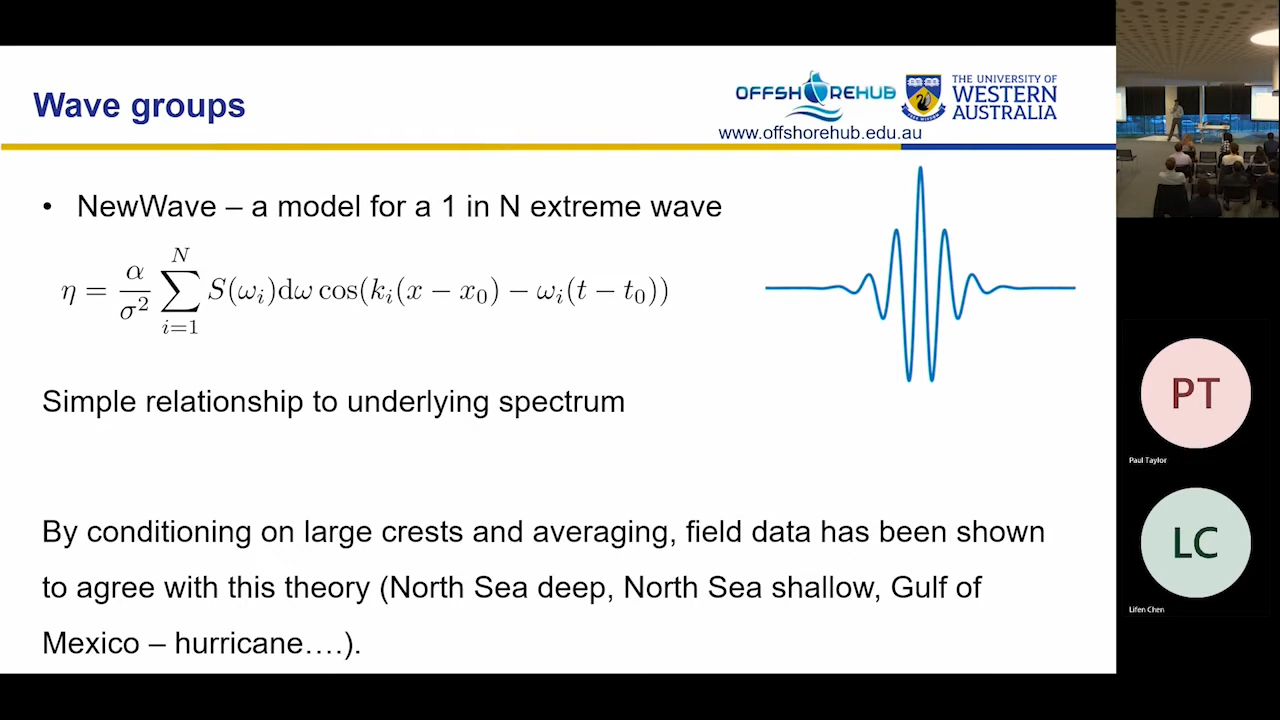 Wave groups
OFFSHOREHUB
THE UNIVERSITY OF
WESTERN
AUSTRALIA
www.offshorehub.edu.au
• NewWave – a model for a 1 in N extreme wave
η = α/σ² ∑_{i=1}^{N} S(ω_i)dω cos(k_i(x − x_0) − ω_i(t − t_0))
Simple relationship to underlying spectrum
By conditioning on large crests and averaging, field data has been shown
to agree with this theory (North Sea deep, North Sea shallow, Gulf of
Mexico – hurricane….).
PT
Paul Taylor
LC
Lifen Chen